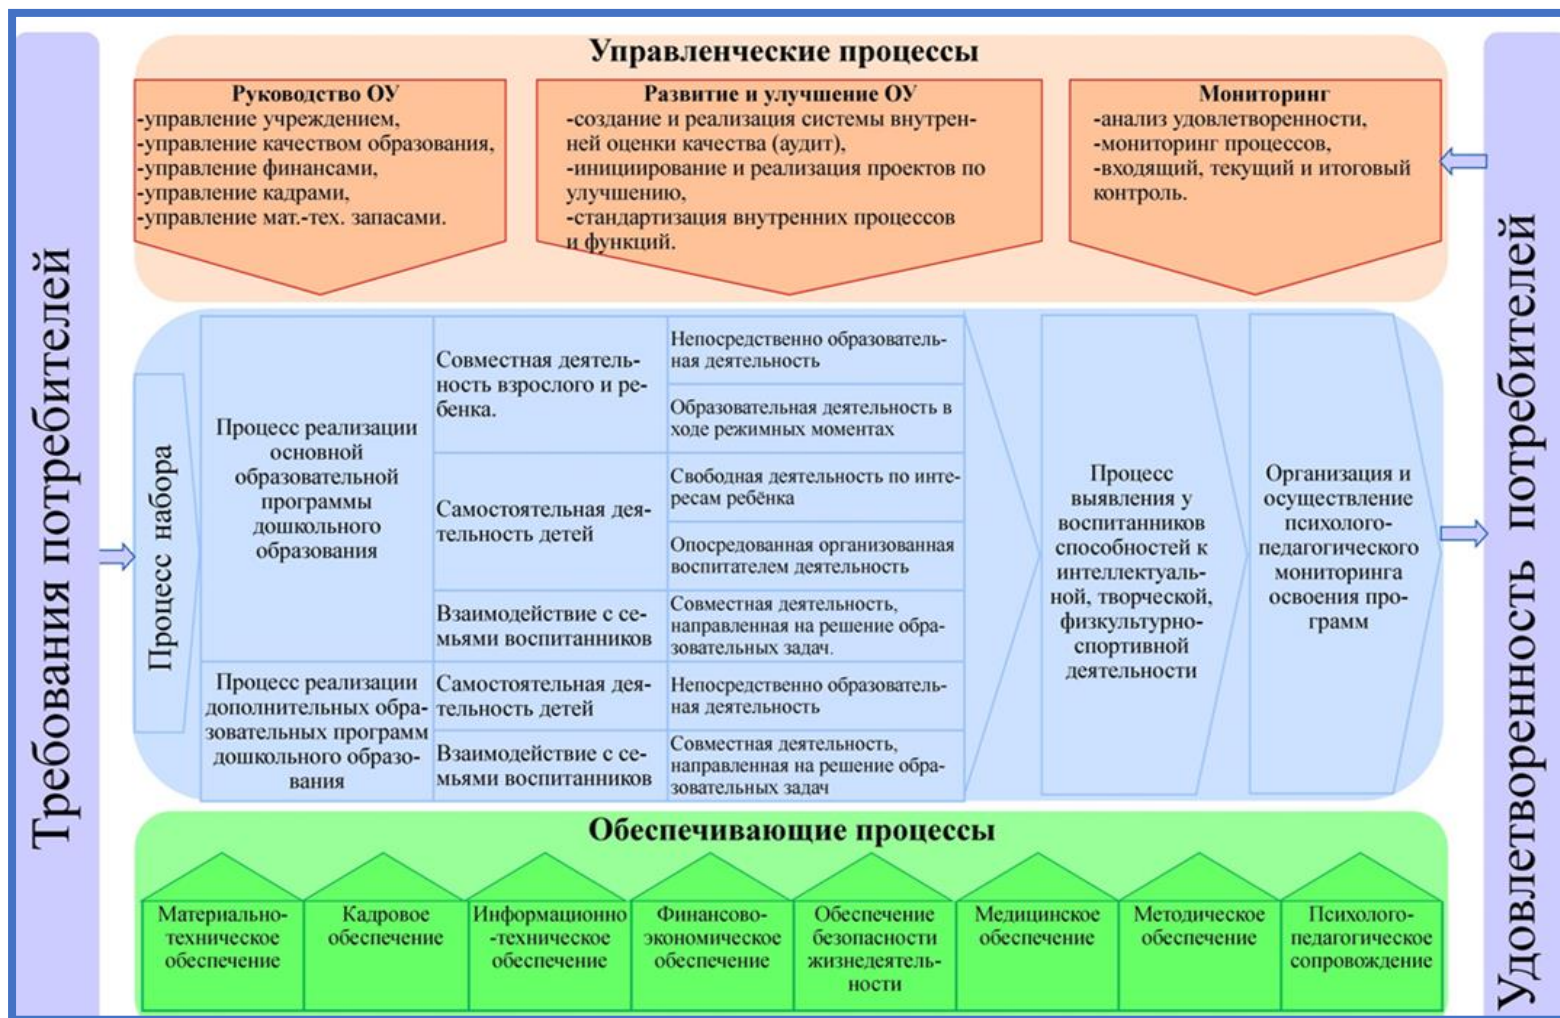 Требования потребителей
Управленческие процессы
Руководство ОУ
-управление учреждением,
-управление качеством образования,
-управление финансами,
-управление кадрами,
-управление мат.-тех. запасами.
Развитие и улучшение ОУ
-создание и реализация системы внутрен-
ней оценки качества (аудит),
-инициирование и реализация проектов по
улучшению,
-стандартизация внутренних процессов
и функций.
Мониторинг
-анализ удовлетворенности,
-мониторинг процессов,
-входящий, текущий и итоговый
контроль.
Процесс набора
Процесс реализации
основной
образовательной
программы
дошкольного
образования
Совместная деятель-
ность взрослого и ре-
бенка.
Непосредственно образователь-
ная деятельность
Образовательная деятельность в
ходе режимных моментах
Самостоятельная дея-
тельность детей
Свободная деятельность по инте-
ресам ребёнка
Опосредованная организованная
воспитателем деятельность
Взаимодействие с се-
мьями воспитанников
Совместная деятельность,
направленная на решение обра-
зовательных задач.
Процесс реализации
дополнительных обра-
зовательных программ
дошкольного образо-
вания
Самостоятельная дея-
тельность детей
Непосредственно образователь-
ная деятельность
Взаимодействие с се-
мьями воспитанников
Совместная деятельность,
направленная на решение обра-
зовательных задач
Процесс
выявления у
воспитанников
способностей к
интеллектуаль-
ной, творческой,
физкультурно-
спортивной
деятельности
Организация и
осуществление
психолого-
педагогического
мониторинга
освоения про-
грамм
Обеспечивающие процессы
Материально-
техническое
обеспечение
Кадровое
обеспечение
Информационно
-техническое
обеспечение
Финансово-
экономическое
обеспечение
Обеспечение
безопасности
жизнедеятель-
ности
Медицинское
обеспечение
Методическое
обеспечение
Психолого-
педагогическое
сопровождение
Удовлетворенность потребителей